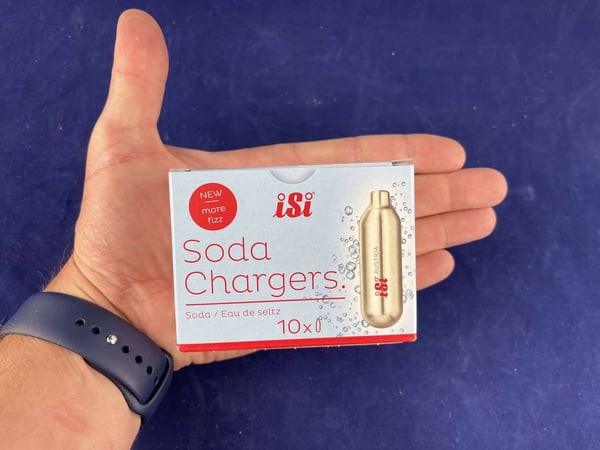 NEW
more
fizz
iSi
Soda
Chargers.
Soda / Eau de seltz
10x
iSi AUSTRIA